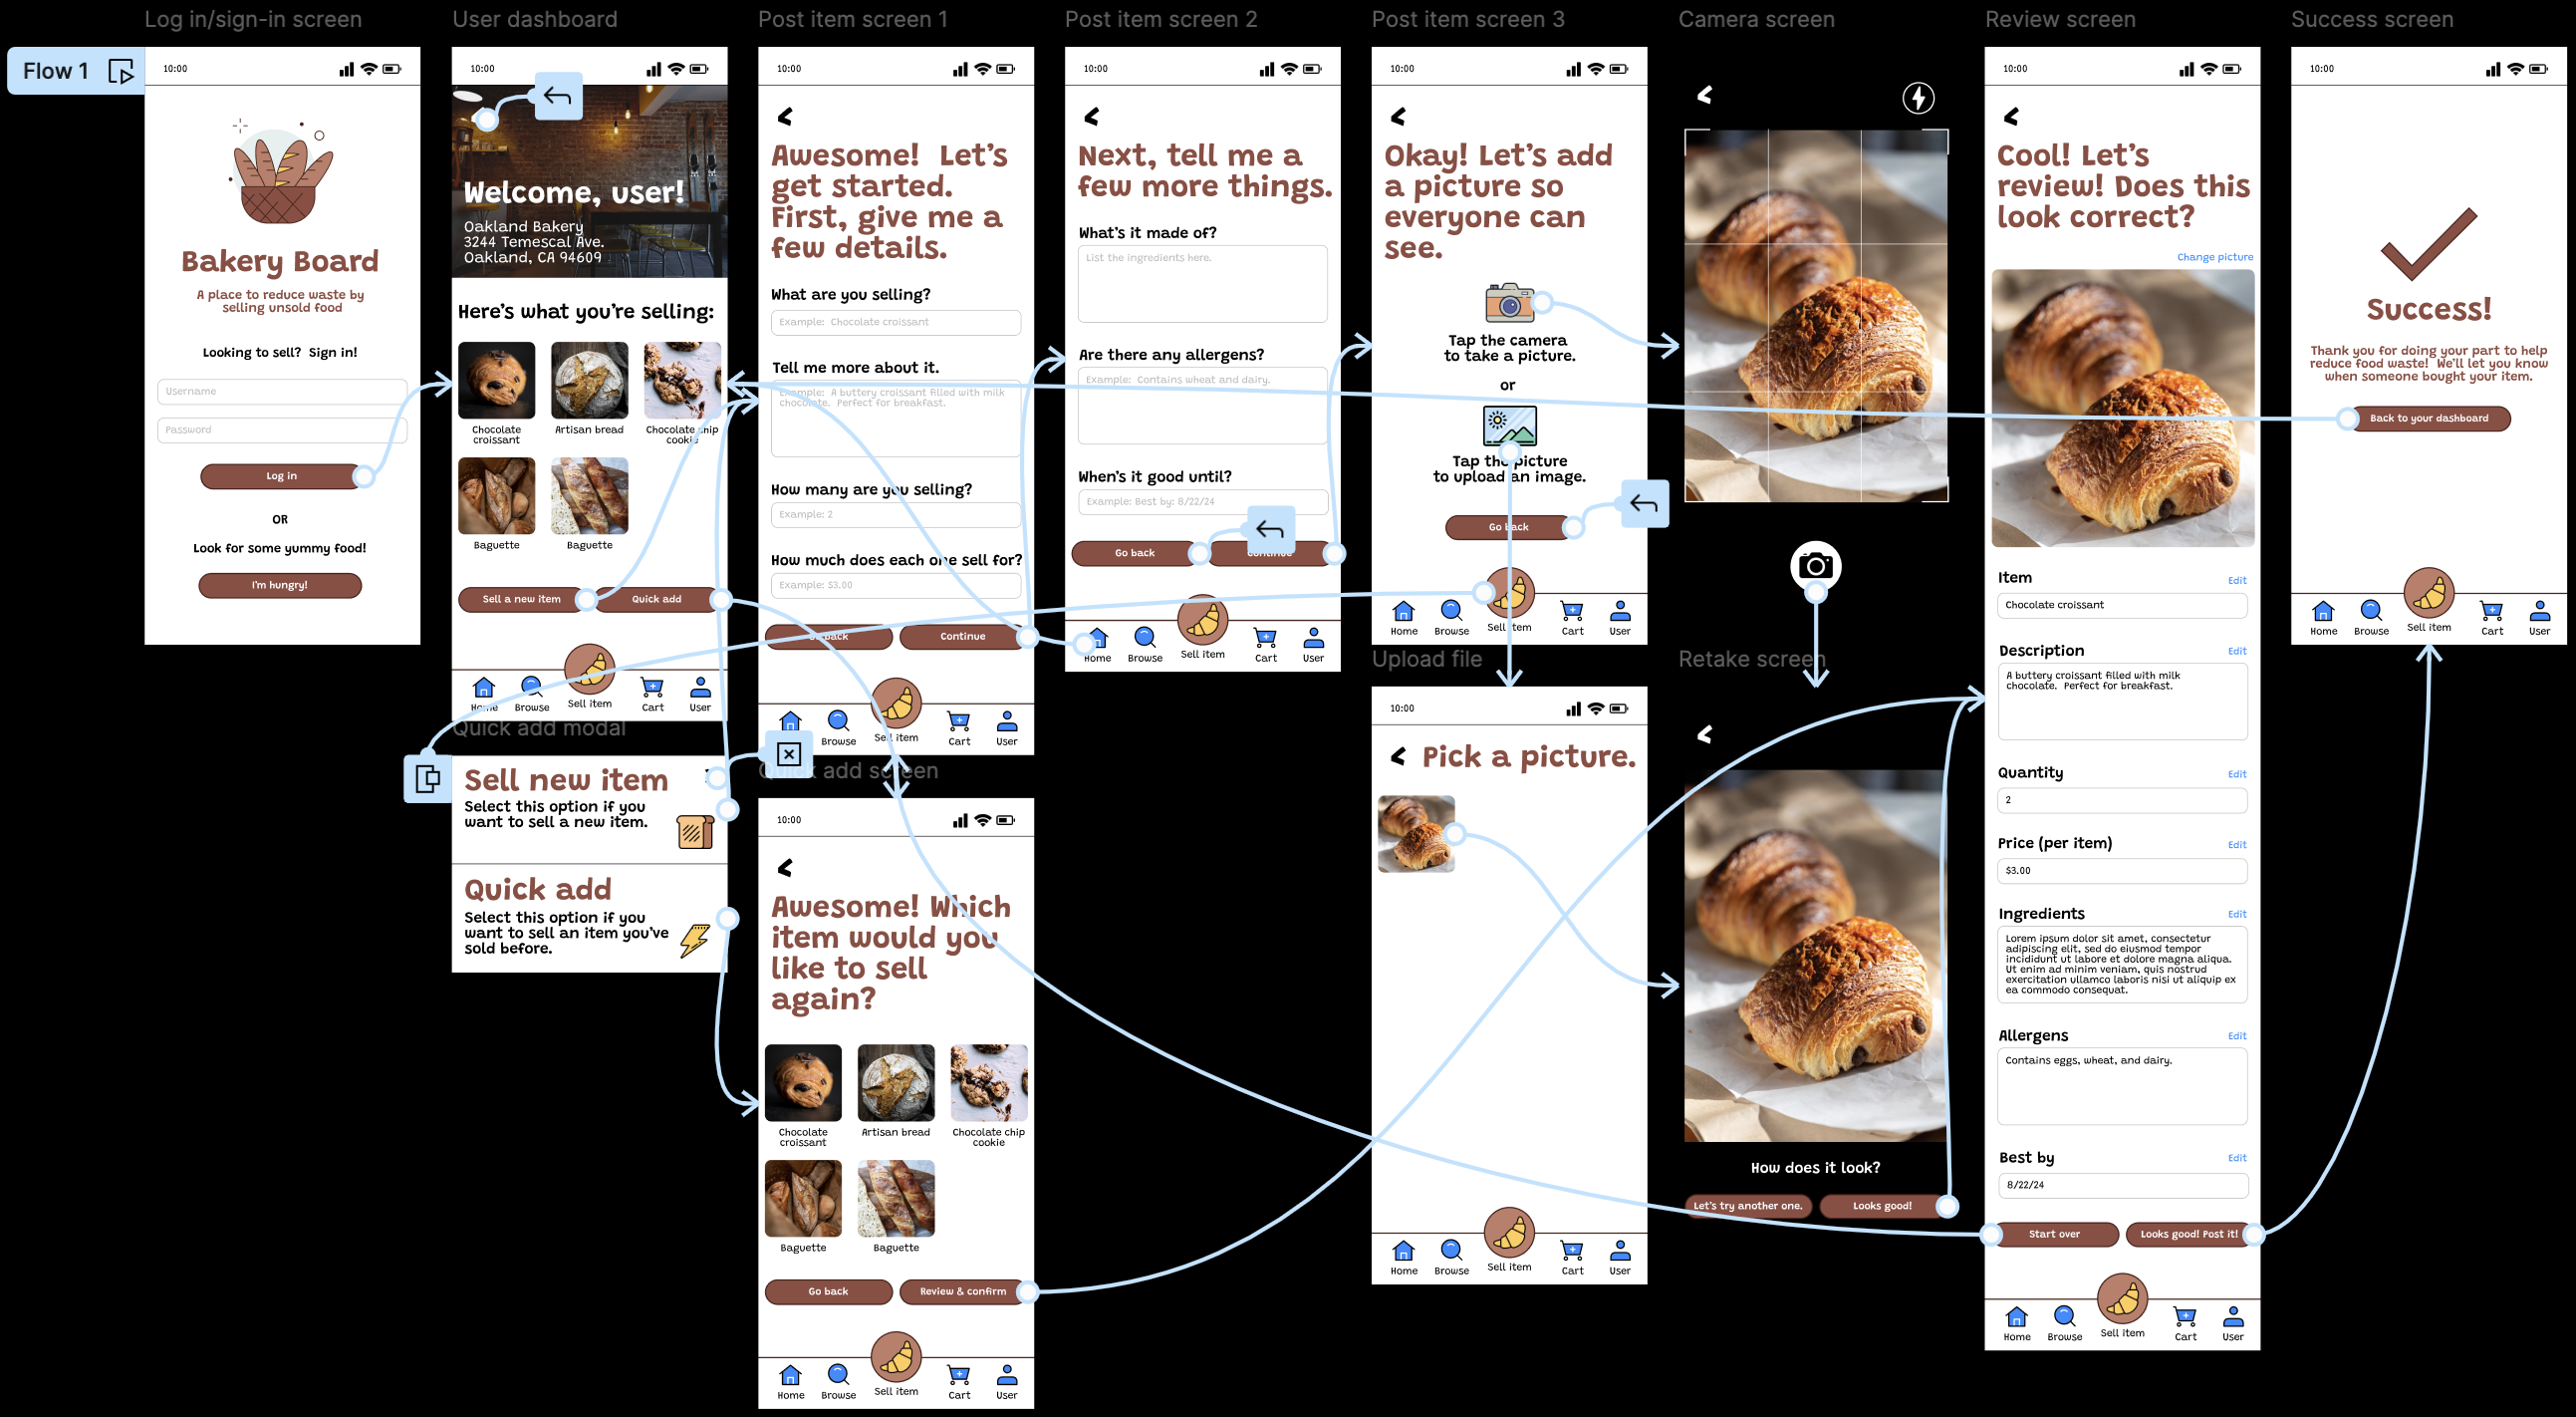 Log in/sign-in screen
Flow 1
10:00
Bakery Board
A place to reduce waste by
selling unsold food
Looking to sell?  Sign in!
Username
Password
Log in
OR
Look for some yummy food!
I'm hungry!
User dashboard
10:00
Welcome, user!
Oakland Bakery
3244 Temescal Ave.
Oakland, CA 94609
Here's what you're selling:
Chocolate
croissant
Artisan bread
Chocolate chip
cookie
Baguette
Baguette
Sell a new item
Quick add
Home
Browse
Sell item
Cart
User
Quick add modal
Sell new item
Select this option if you
want to sell a new item.
Quick add
Select this option if you
want to sell an item you've
sold before.
Post item screen 1
10:00
Awesome!  Let's
get started.
First, give me a
few details.
What are you selling?
Example:  Chocolate croissant
Tell me more about it.
Example:  A buttery croissant filled with milk
chocolate.  Perfect for breakfast.
How many are you selling?
Example: 2
How much does each one sell for?
Example: $3.00
Go back
Continue
Browse
Sell item
Cart
User
Quick add screen
10:00
Awesome! Which
item would you
like to sell
again?
Chocolate
croissant
Artisan bread
Chocolate chip
cookie
Baguette
Baguette
Go back
Review & confirm
Home
Browse
Sell item
Cart
User
Post item screen 2
10:00
Next, tell me a
few more things.
What's it made of?
List the ingredients here.
Are there any allergens?
Example:  Contains wheat and dairy.
When's it good until?
Example: Best by: 8/22/24
Go back
Continue
Home
Browse
Sell item
Cart
User
Post item screen 3
10:00
Okay! Let's add
a picture so
everyone can
see.
Tap the camera
to take a picture.
or
Tap the picture
to upload an image.
Go back
Home
Browse
Sell item
Cart
User
Upload file
10:00
Pick a picture.
Home
Browse
Sell item
Cart
User
Camera screen
Retake screen
How does it look?
Let's try another one.
Looks good!
Review screen
10:00
Cool! Let's
review! Does this
look correct?
Change picture
Item
Edit
Chocolate croissant
Description
Edit
A buttery croissant filled with milk
chocolate.  Perfect for breakfast.
Quantity
Edit
2
Price (per item)
Edit
$3.00
Ingredients
Edit
Lorem ipsum dolor sit amet, consectetur
adipiscing elit, sed do eiusmod tempor
incididunt ut labore et dolore magna aliqua.
Ut enim ad minim veniam, quis nostrud
exercitation ullamco laboris nisi ut aliquip ex
ea commodo consequat.
Allergens
Edit
Contains eggs, wheat, and dairy.
Best by
Edit
8/22/24
Start over
Looks good! Post it!
Home
Browse
Sell item
Cart
User
Success screen
10:00
Success!
Thank you for doing your part to help
reduce food waste!  We'll let you know
when someone bought your item.
Back to your dashboard
Home
Browse
Sell item
Cart
User